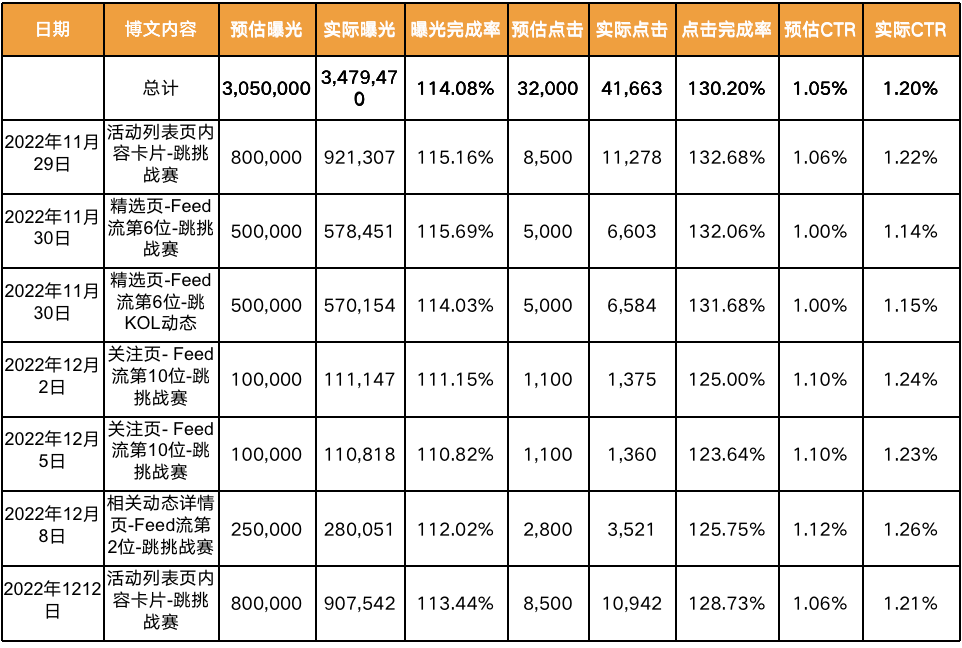 日期 博文内容 预估曝光 实际曝光 曝光完成率 预估点击 实际点击 点击完成率 预估CTR 实际CTR
总计 3,050,000 3,479,47
0 114.08% 32,000 41,663 130.20% 1.05% 1.20%
2022年11月
29日
活动列表页内
容卡片-跳挑
战赛
800,000 921,307 115.16% 8,500 11,278 132.68% 1.06% 1.22%
2022年11月
30日
精选页-Feed
流第6位-跳挑
战赛
500,000 578,451 115.69% 5,000 6,603 132.06% 1.00% 1.14%
2022年11月
30日
精选页-Feed
流第6位-跳
KOL动态
500,000 570,154 114.03% 5,000 6,584 131.68% 1.00% 1.15%
2022年12月
2日
关注页- Feed
流第10位-跳
挑战赛
100,000 111,147 111.15% 1,100 1,375 125.00% 1.10% 1.24%
2022年12月
5日
关注页- Feed
流第10位-跳
挑战赛
100,000 110,818 110.82% 1,100 1,360 123.64% 1.10% 1.23%
2022年12月
8日
相关动态详情
页-Feed流第
2位-跳挑战赛
250,000 280,051 112.02% 2,800 3,521 125.75% 1.12% 1.26%
2022年1212
日
活动列表页内
容卡片-跳挑
战赛
800,000 907,542 113.44% 8,500 10,942 128.73% 1.06% 1.21%